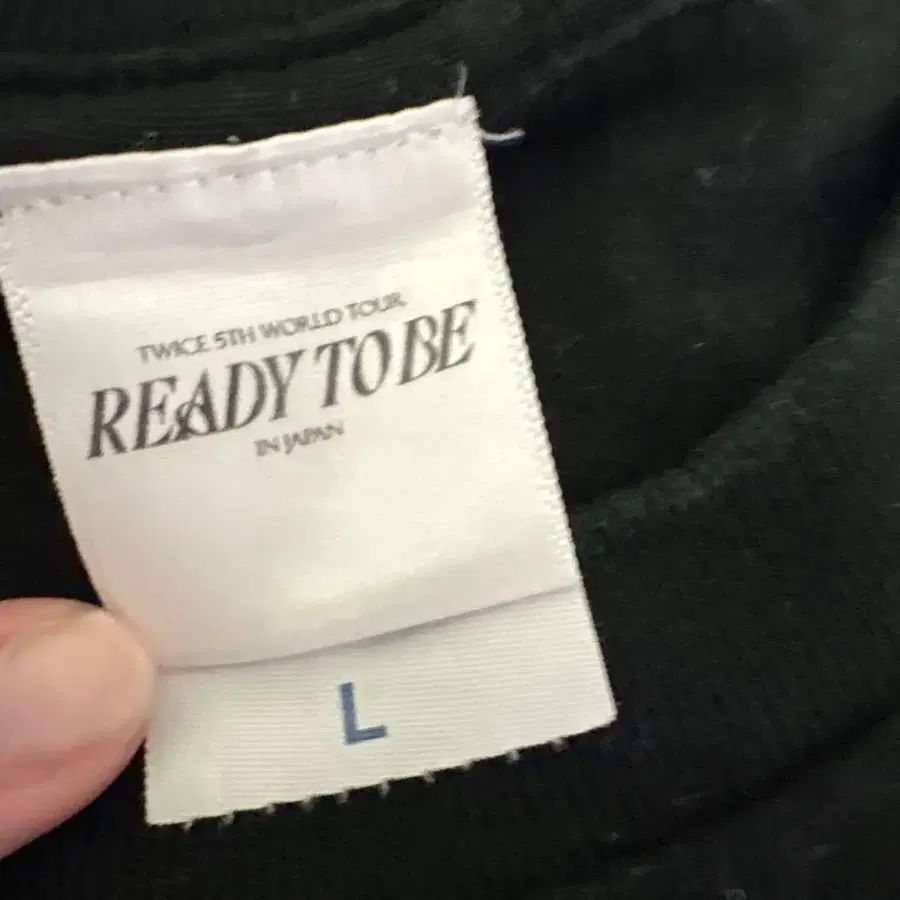 TWICE 5TH WORLD TOUR
READY TO BE
IN JAPAN
L